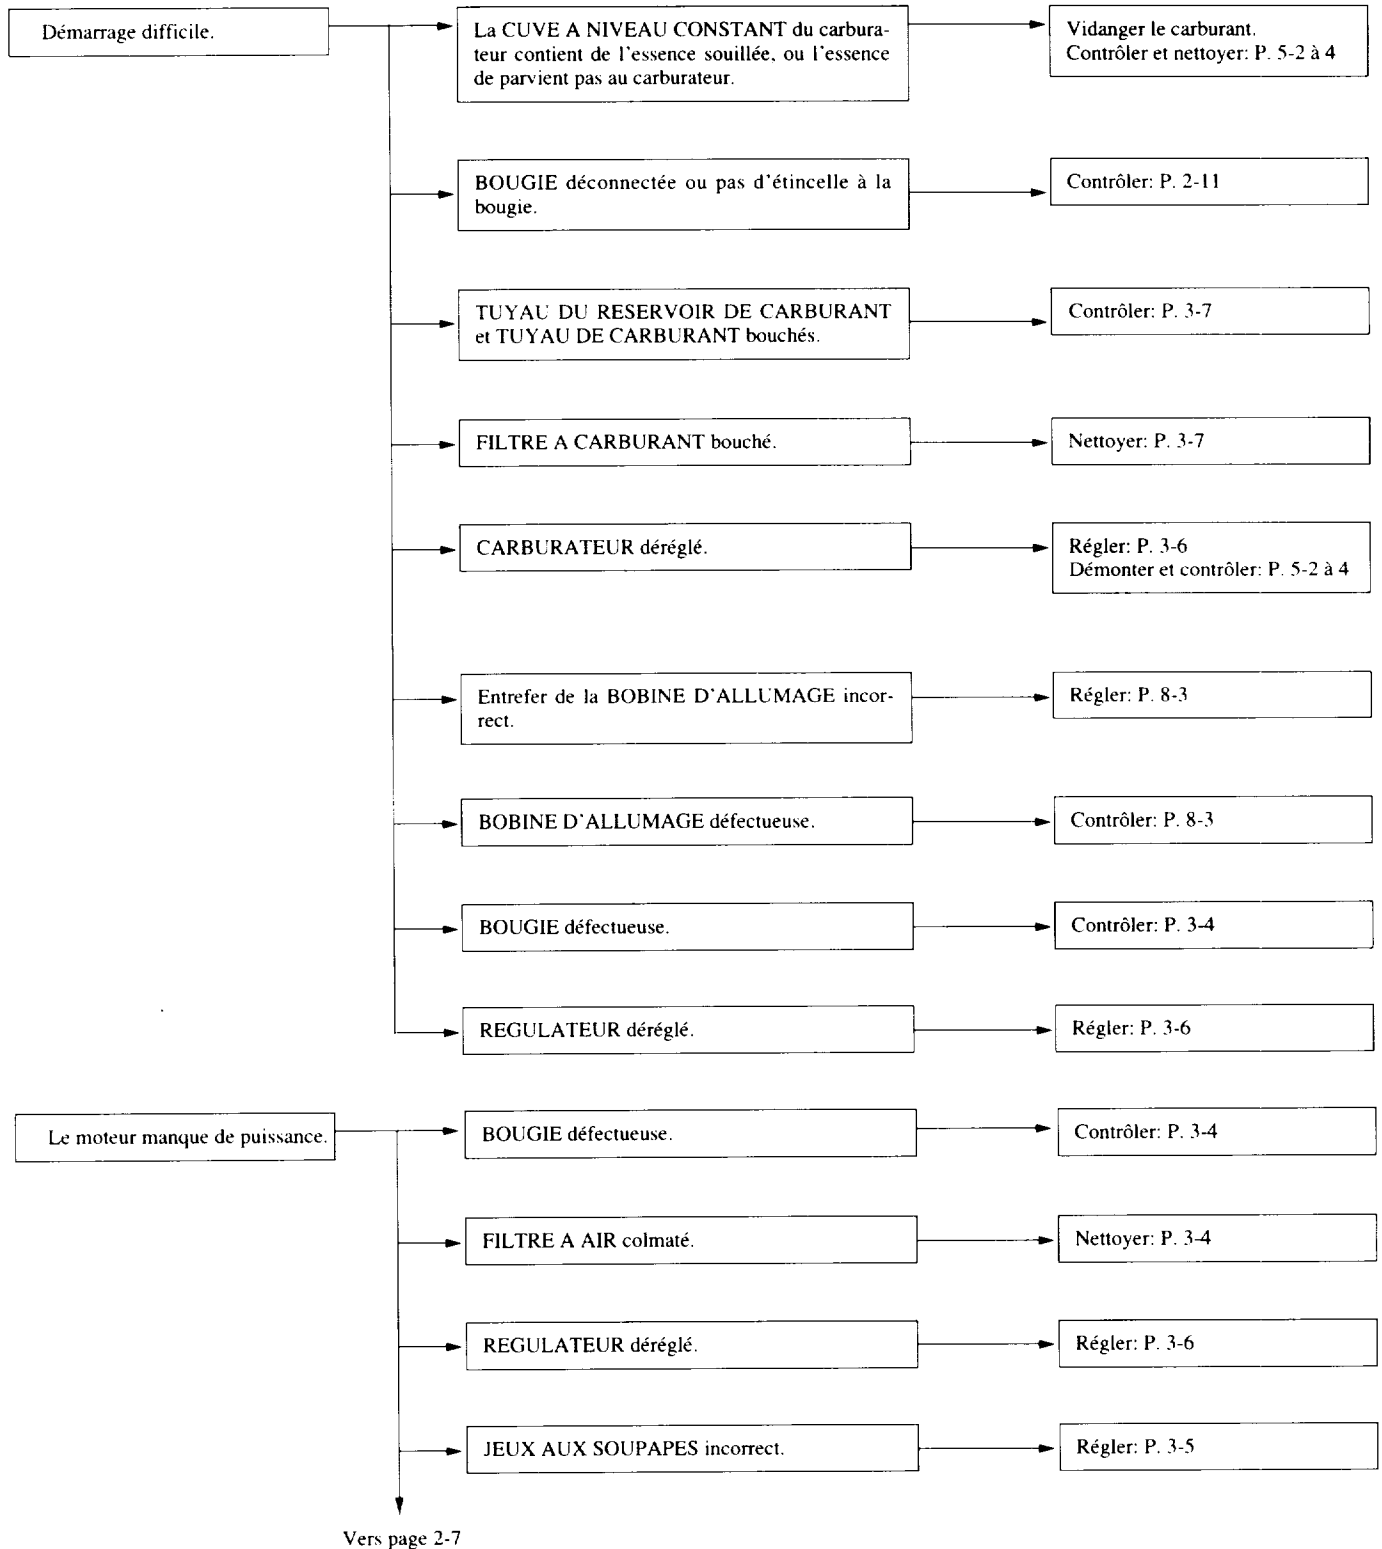 Démarrage difficile.
La CUVE A NIVEAU CONSTANT du carbura-
teur contient de l'essence souillée, ou l'essence
de parvient pas au carburateur.
Vidanger le carburant.
Contrôler et nettoyer: P. 5-2 à 4
BOUGIE déconnectée ou pas d'étincelle à la
bougie.
Contrôler: P. 2-11
TUYAU DU RESERVOIR DE CARBURANT
et TUYAU DE CARBURANT bouchés.
Contrôler: P. 3-7
FILTRE A CARBURANT bouché.
Nettoyer: P. 3-7
CARBURATEUR déréglé.
Régler: P. 3-6
Démonter et contrôler: P. 5-2 à 4
Entrefer de la BOBINE D'ALLUMAGE incor-
rect.
Régler: P. 8-3
BOBINE D'ALLUMAGE défectueuse.
Contrôler: P. 8-3
BOUGIE défectueuse.
Contrôler: P. 3-4
REGULATEUR déréglé.
Régler: P. 3-6
Le moteur manque de puissance.
BOUGIE défectueuse.
Contrôler: P. 3-4
FILTRE A AIR colmaté.
Nettoyer: P. 3-4
REGULATEUR déréglé.
Régler: P. 3-6
JEUX AUX SOUPAPES incorrect.
Régler: P. 3-5
Vers page 2-7